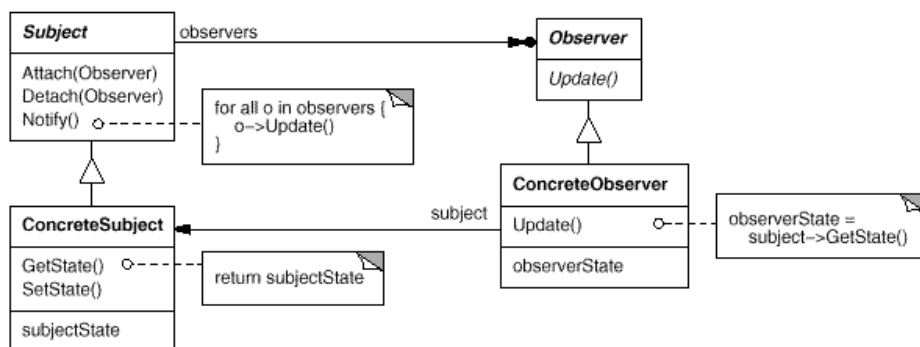 Subject
observers
Observer
Attach(Observer)
Detach(Observer)
Notify()
Update()
for all o in observers {
o->Update()
}
ConcreteSubject
subject
ConcreteObserver
GetState()
SetState()
return subjectState
Update()
observerState =
subject->GetState()
subjectState
observerState